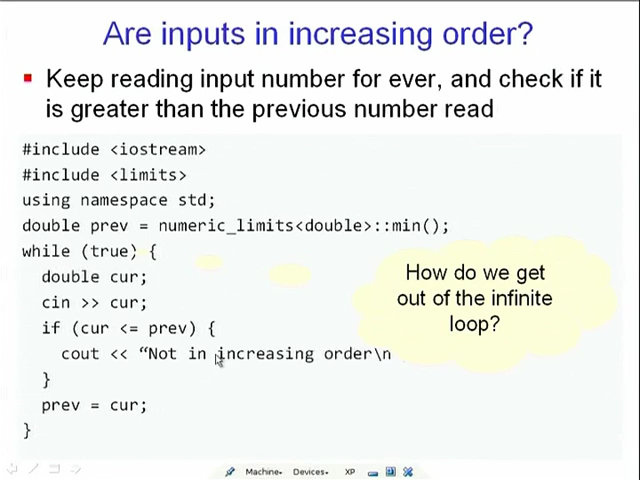 Are inputs in increasing order?
Keep reading input number for ever, and check if it
is greater than the previous number read
#include <iostream>
#include <limits>
using namespace std;
double prev = numeric_limits<double>::min();
while (true) {
double cur;
cin >> cur;
if (cur <= prev) {
cout << “Not in increasing order\n
}
prev = cur;
}
How do we get
out of the infinite
loop?
Machine Devices XP